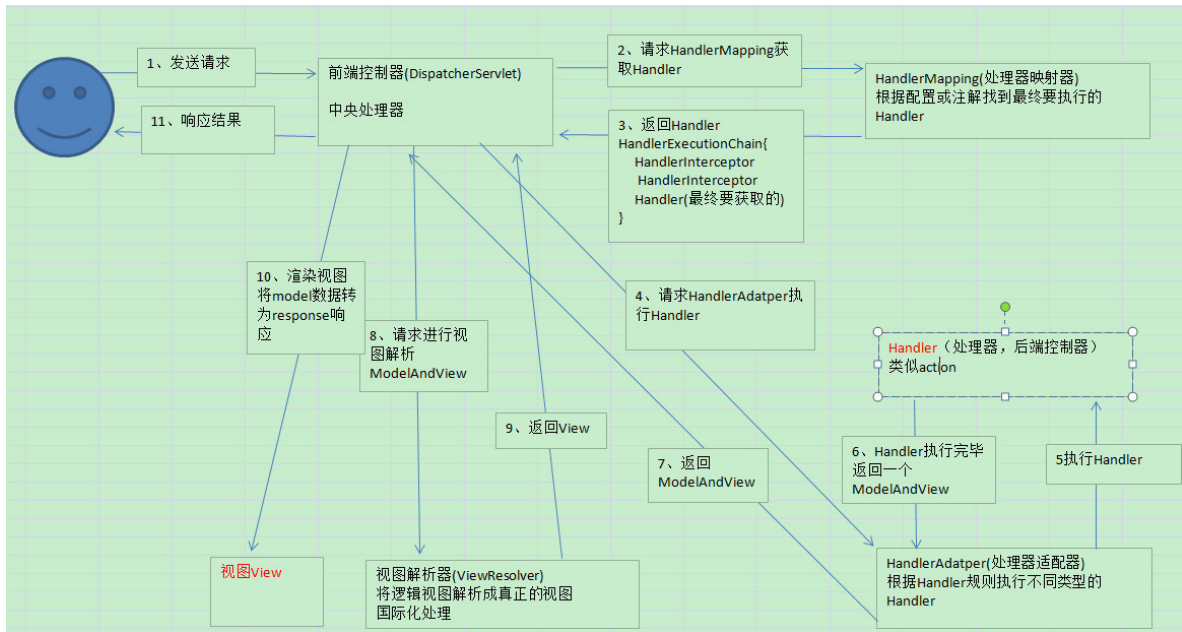 1、发送请求
11、响应结果
前端控制器(DispatcherServlet)
中央处理器
2、请求HandlerMapping获
取Handler
HandlerMapping(处理器映射器)
根据配置或注解找到最终要执行的
Handler
3、返回Handler
HandlerExecutionChain{
HandlerInterceptor
HandlerInterceptor
Handler(最终要获取的)
}
10、渲染视图
将model数据转
为response响
应
8、请求进行视
图解析
ModelAndView
4、请求HandlerAdatper执
行Handler
Handler（处理器，后端控制器）
类似action
9、返回View
7、返回
ModelAndView
6、Handler执行完毕
返回一个
ModelAndView
5执行Handler
视图View
视图解析器(ViewResolver)
将逻辑视图解析成真正的视图
国际化处理
HandlerAdatper(处理器适配器)
根据Handler规则执行不同类型的
Handler